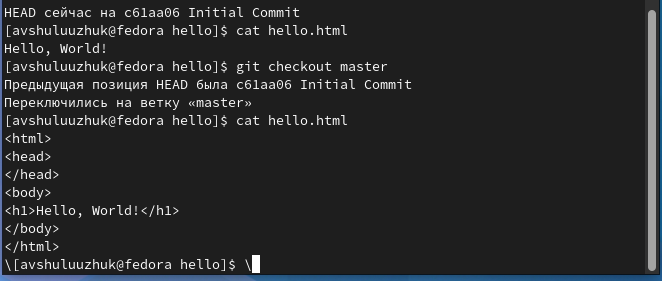 HEAD сейчас на c61aa06 Initial Commit
[avshuluuzhuk@fedora hello]$ cat hello.html
Hello, World!
[avshuluuzhuk@fedora hello]$ git checkout master
Предыдущая позиция HEAD была c61aa06 Initial Commit
Переключились на ветку «master»
[avshuluuzhuk@fedora hello]$ cat hello.html
<html>
<head>
</head>
<body>
<h1>Hello, World!</h1>
</body>
</html>
\[avshuluuzhuk@fedora hello]$ \